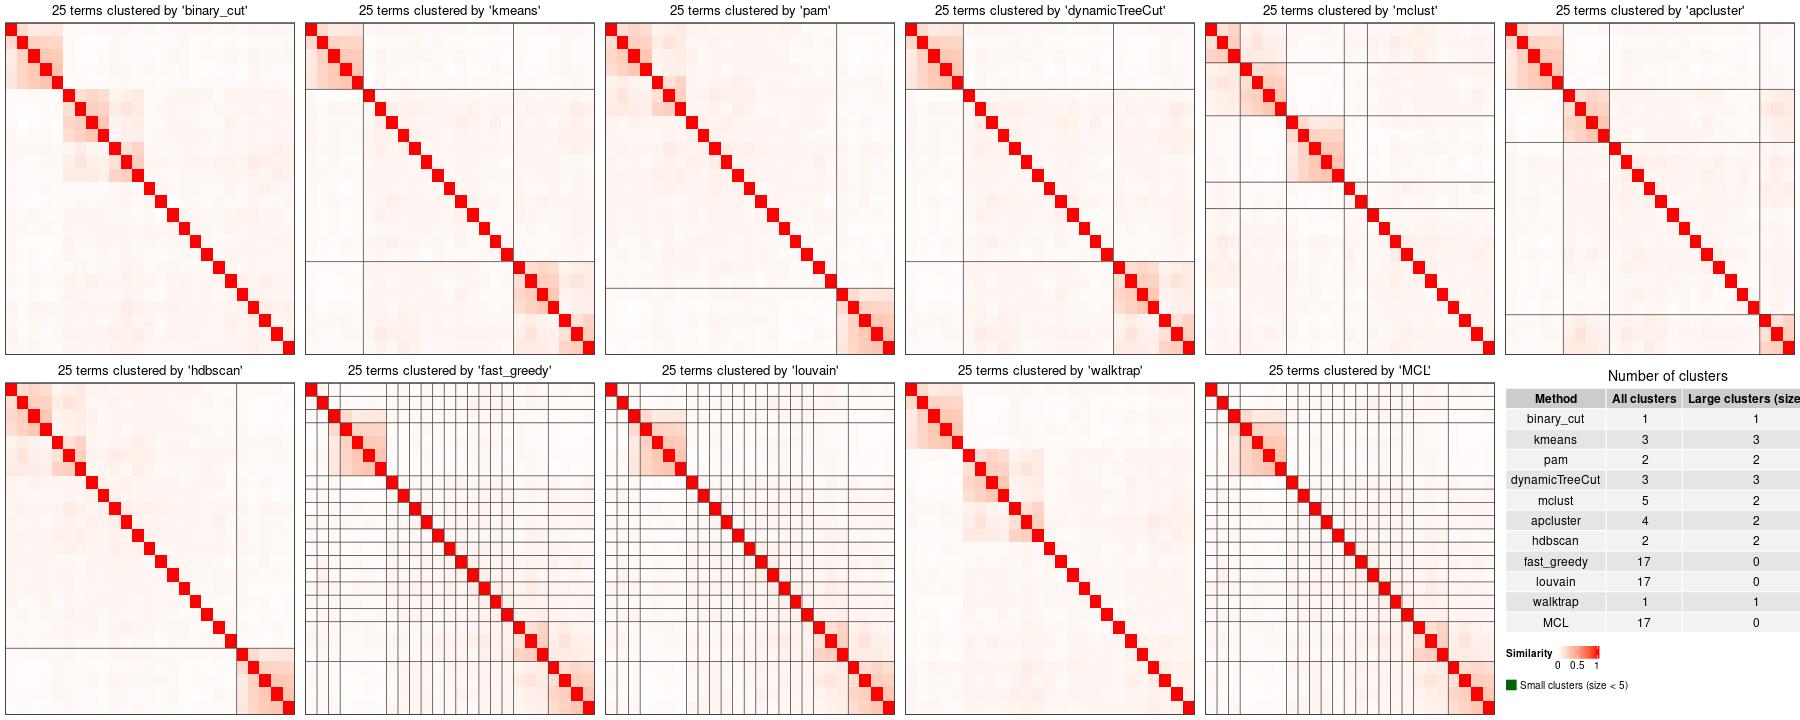 25 terms clustered by 'binary_cut'
25 terms clustered by 'kmeans'
25 terms clustered by 'pam'
25 terms clustered by 'dynamicTreeCut'
25 terms clustered by 'mclust'
25 terms clustered by 'apcluster'
25 terms clustered by 'hdbscan'
25 terms clustered by 'fast_greedy'
25 terms clustered by 'louvain'
25 terms clustered by 'walktrap'
25 terms clustered by 'MCL'
Number of clusters
Method All clusters Large clusters (size
binary_cut 1 1
kmeans 3 3
pam 2 2
dynamicTreeCut 3 3
mclust 5 2
apcluster 4 2
hdbscan 2 2
fast_greedy 17 0
louvain 17 0
walktrap 1 1
MCL 17 0
Similarity
0 0.5 1
Small clusters (size < 5)